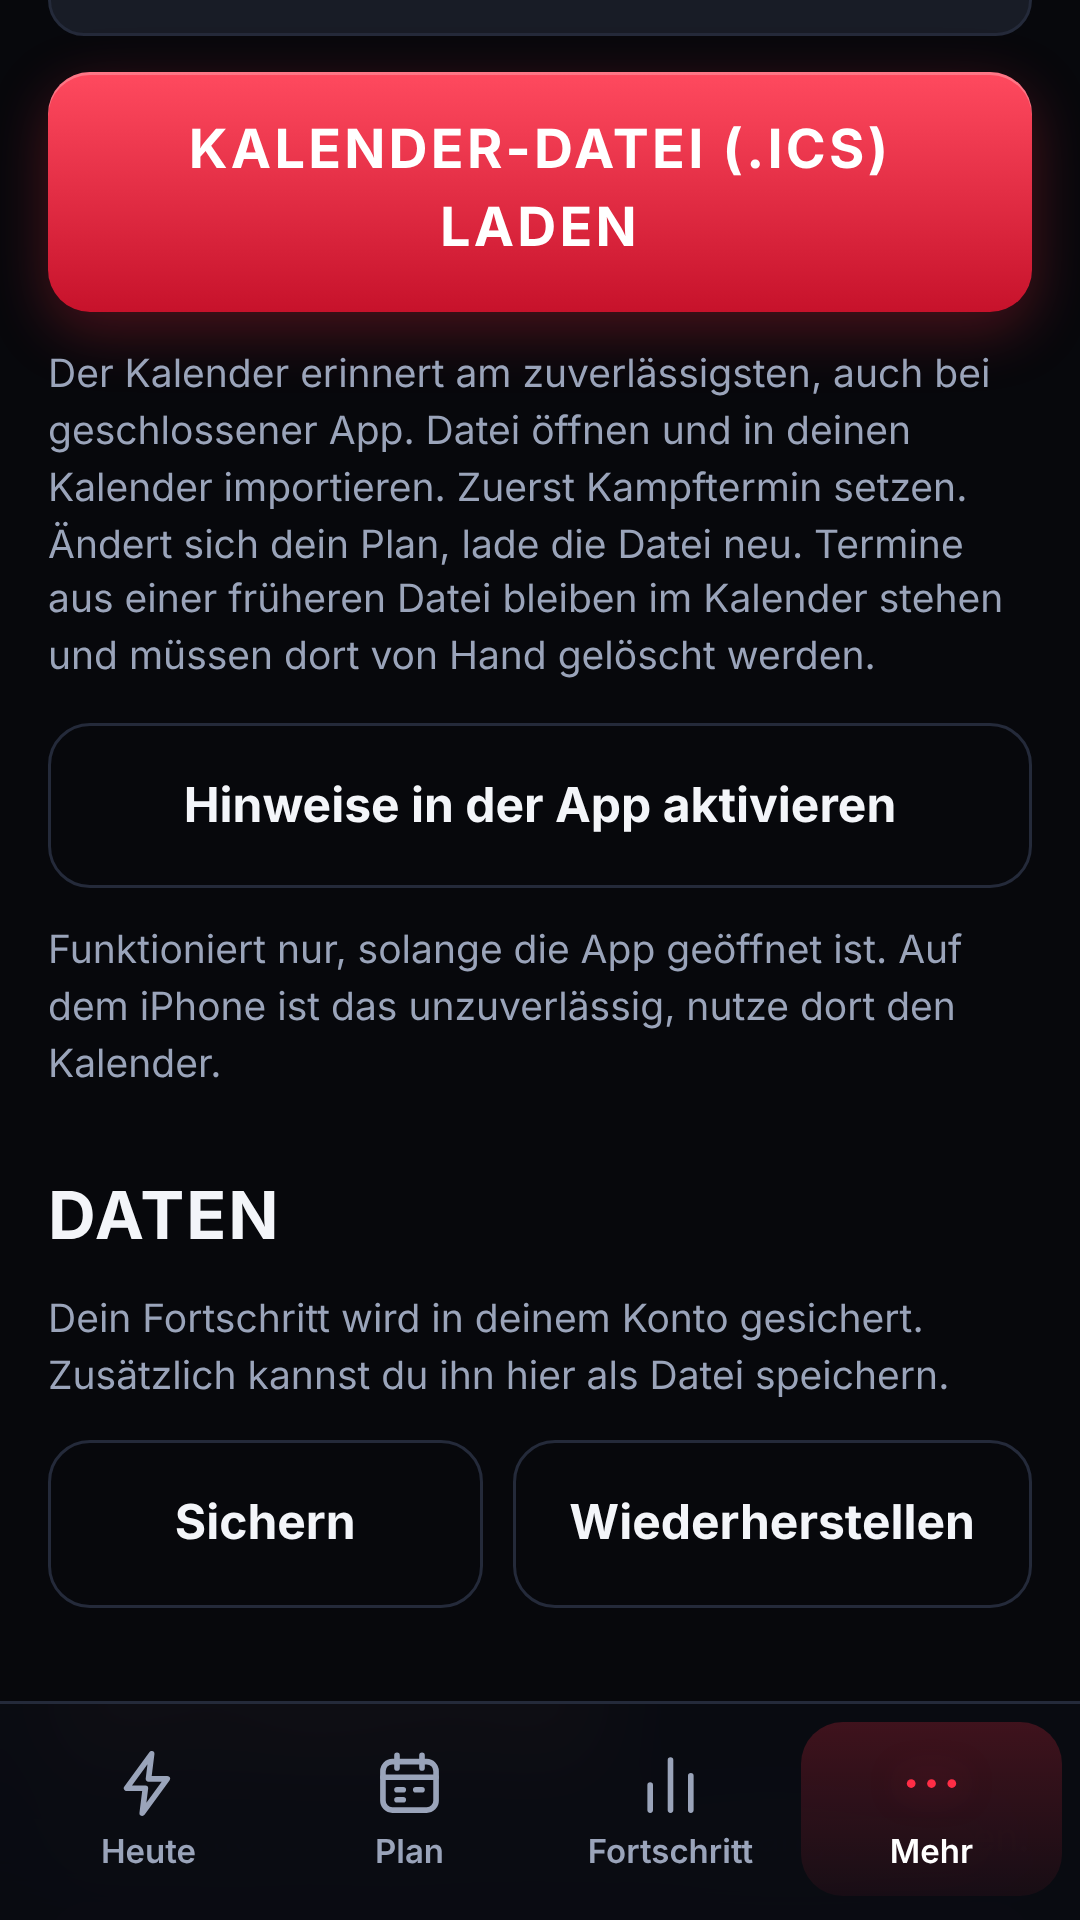 KALENDER-DATEI (.ICS)
LADEN
Der Kalender erinnert am zuverlässigsten, auch bei
geschlossener App. Datei öffnen und in deinen
Kalender importieren. Zuerst Kampftermin setzen.
Ändert sich dein Plan, lade die Datei neu. Termine
aus einer früheren Datei bleiben im Kalender stehen
und müssen dort von Hand gelöscht werden.
Hinweise in der App aktivieren
Funktioniert nur, solange die App geöffnet ist. Auf
dem iPhone ist das unzuverlässig, nutze dort den
Kalender.
DATEN
Dein Fortschritt wird in deinem Konto gesichert.
Zusätzlich kannst du ihn hier als Datei speichern.
Sichern
Wiederherstellen
Heute
Plan
Fortschritt
Mehr